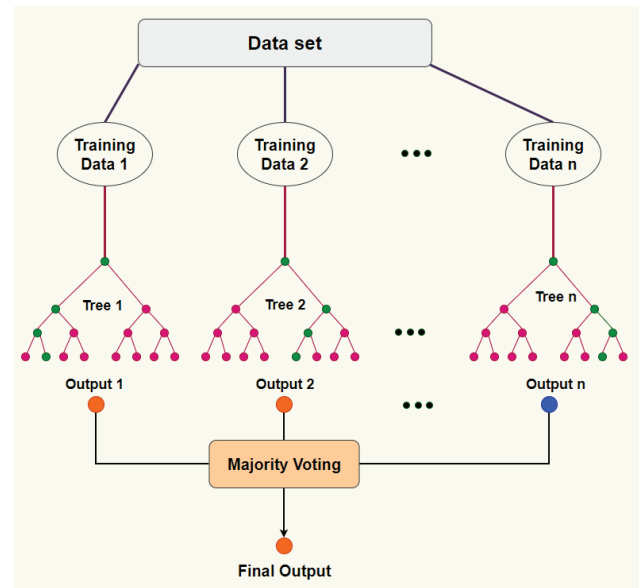 Data set
Training
Data 1
Training
Data 2
Training
Data n
Tree 1
Tree 2
Tree n
Output 1
Output 2
Output n
Majority Voting
Final Output